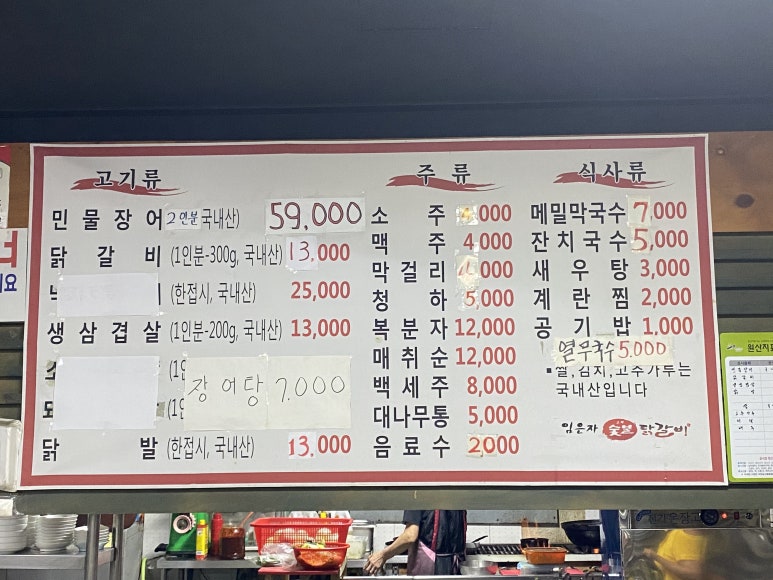 고기류
민물장어 2인분 국내산) 59,000
닭갈비 (1인분-300g, 국내산) 13,000
(한접시, 국내산) 25,000
생삼겹살 (1인분-200g, 국내산) 13,000
장어탕 7,000
닭발 (한접시, 국내산) 13,000
주류
소주 4,000
맥주 4,000
막걸리 4,000
청하 5,000
복분자 12,000
매취순 12,000
백세주 8,000
대나무통 5,000
음료수 2000
식사류
메밀막국수 7,000
잔치국수 5,000
새우탕 3,000
계란찜 2,000
공기밥 1,000
열무국수 5.000
▪쌀, 김치, 고추가루는
국내산입니다
임은자 숯불 닭갈비
원산지표